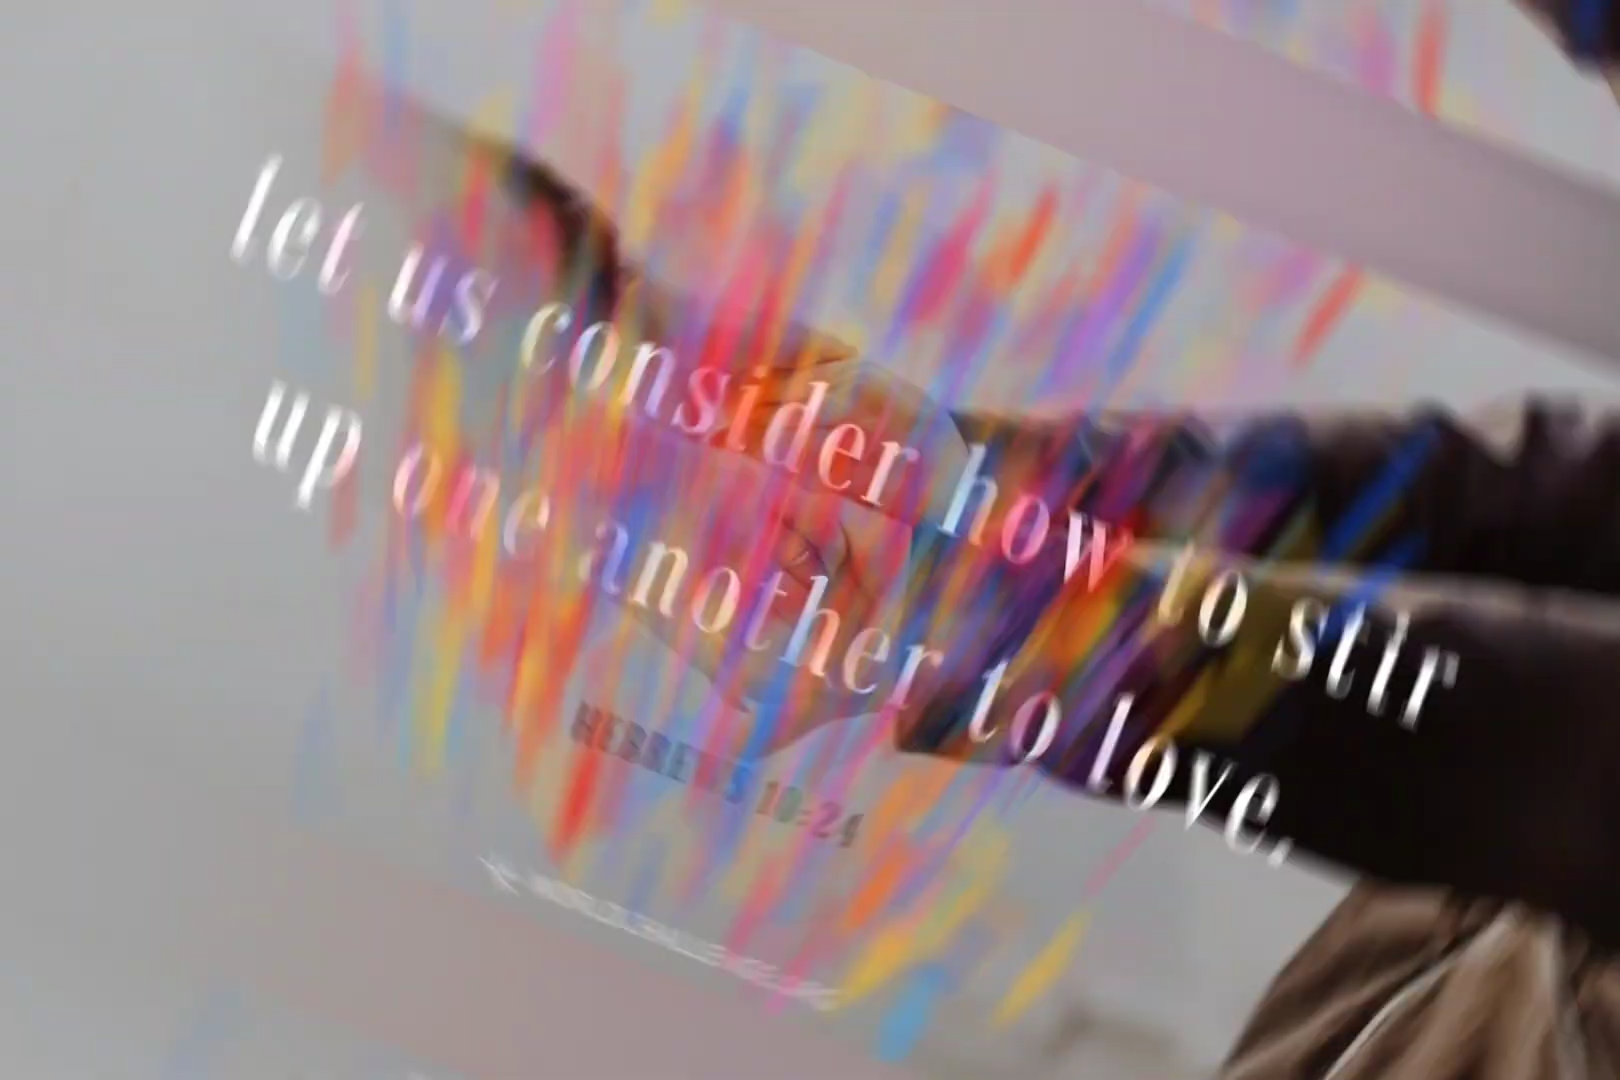 let us consider how to stir
up one another to love.
HEBREWS 10:24